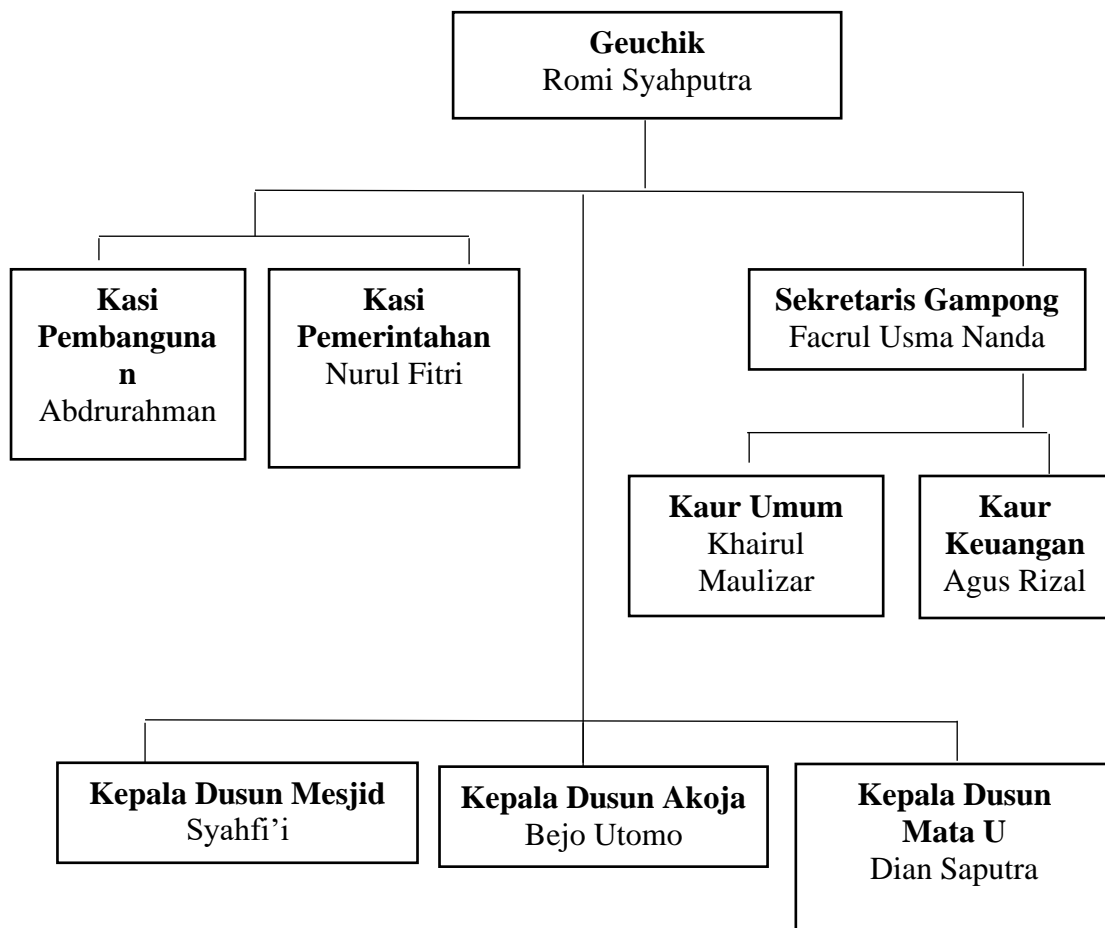 Geuchik
Romi Syahputra
Kasi
Pembanguna
n
Abdrurahman
Kasi
Pemerintahan
Nurul Fitri
Sekretaris Gampong
Facrul Usma Nanda
Kaur Umum
Khairul
Maulizar
Kaur
Keuangan
Agus Rizal
Kepala Dusun Mesjid
Syahfi’i
Kepala Dusun Akoja
Bejo Utomo
Kepala Dusun
Mata U
Dian Saputra